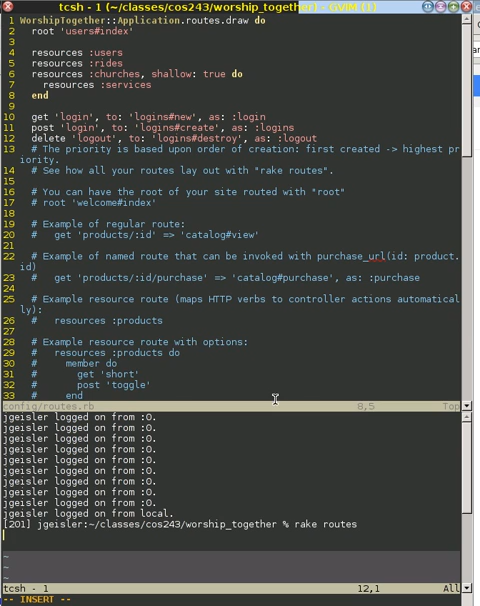 tcsh - 1 (~/classes/cos243/worship_together) - GVIM (1)
1 WorshipTogether::Application.routes.draw do
2   root 'users#index'
3
4   resources :users
5   resources :rides
6   resources :churches, shallow: true do
7     resources :services
8   end
9
10   get 'login', to: 'logins#new', as: :login
11   post 'login', to: 'logins#create', as: :logins
12   delete 'logout', to: 'logins#destroy', as: :logout
13   # The priority is based upon order of creation: first created -> highest pr
iority.
14   # See how all your routes lay out with "rake routes".
15
16   # You can have the root of your site routed with "root"
17   # root 'welcome#index'
18
19   # Example of regular route:
20   #   get 'products/:id' => 'catalog#view'
21
22   # Example of named route that can be invoked with purchase_url(id: product.
id)
23   #   get 'products/:id/purchase' => 'catalog#purchase', as: :purchase
24
25   # Example resource route (maps HTTP verbs to controller actions automatical
ly):
26   #   resources :products
27
28   # Example resource route with options:
29   #   resources :products do
30   #     member do
31   #       get 'short'
32   #       post 'toggle'
33   #     end
config/routes.rb 8,5 Top
jgeisler logged on from :0.
jgeisler logged on from :0.
jgeisler logged on from :0.
jgeisler logged on from :0.
jgeisler logged on from :0.
jgeisler logged on from :0.
jgeisler logged on from :0.
jgeisler logged on from :0.
jgeisler logged on from :0.
jgeisler logged on from local.
[201] jgeisler:~/classes/cos243/worship_together % rake routes
~
~
~
tcsh - 1 12,1 All
-- INSERT --